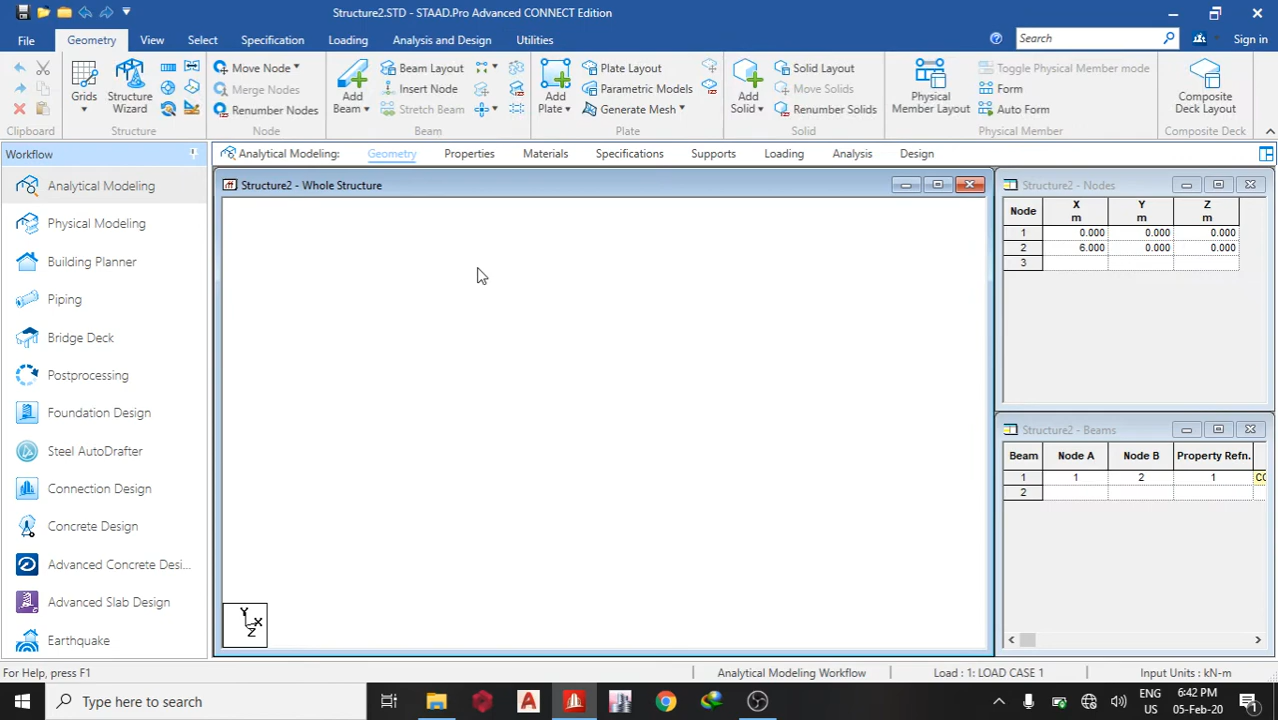 Structure2.STD - STAAD.Pro Advanced CONNECT Edition
File Geometry View Select Specification Loading Analysis and Design Utilities Search Sign in
Grids
Structure Wizard
Clipboard
Structure
Move Node
Merge Nodes
Renumber Nodes
Node
Add Beam
Beam Layout
Insert Node
Stretch Beam
Beam
Add Plate
Plate Layout
Parametric Models
Generate Mesh
Plate
Add Solid
Solid Layout
Move Solids
Renumber Solids
Solid
Physical Member Layout
Toggle Physical Member mode
Form
Auto Form
Physical Member
Composite Deck Layout
Composite Deck
Workflow
Analytical Modeling: Geometry Properties Materials Specifications Supports Loading Analysis Design
Analytical Modeling
Physical Modeling
Building Planner
Piping
Bridge Deck
Postprocessing
Foundation Design
Steel AutoDrafter
Connection Design
Concrete Design
Advanced Concrete Desi...
Advanced Slab Design
Earthquake
Structure2 - Whole Structure
Y
X
Z
Structure2 - Nodes
Node X m Y m Z m
1 0.000 0.000 0.000
2 6.000 0.000 0.000
3
Structure2 - Beams
Beam Node A Node B Property Refn.
1 1 2 1 CC
2
For Help, press F1
Analytical Modeling Workflow
Load : 1: LOAD CASE 1
Input Units : kN-m
Type here to search
ENG
US
6:42 PM
05-Feb-20
1